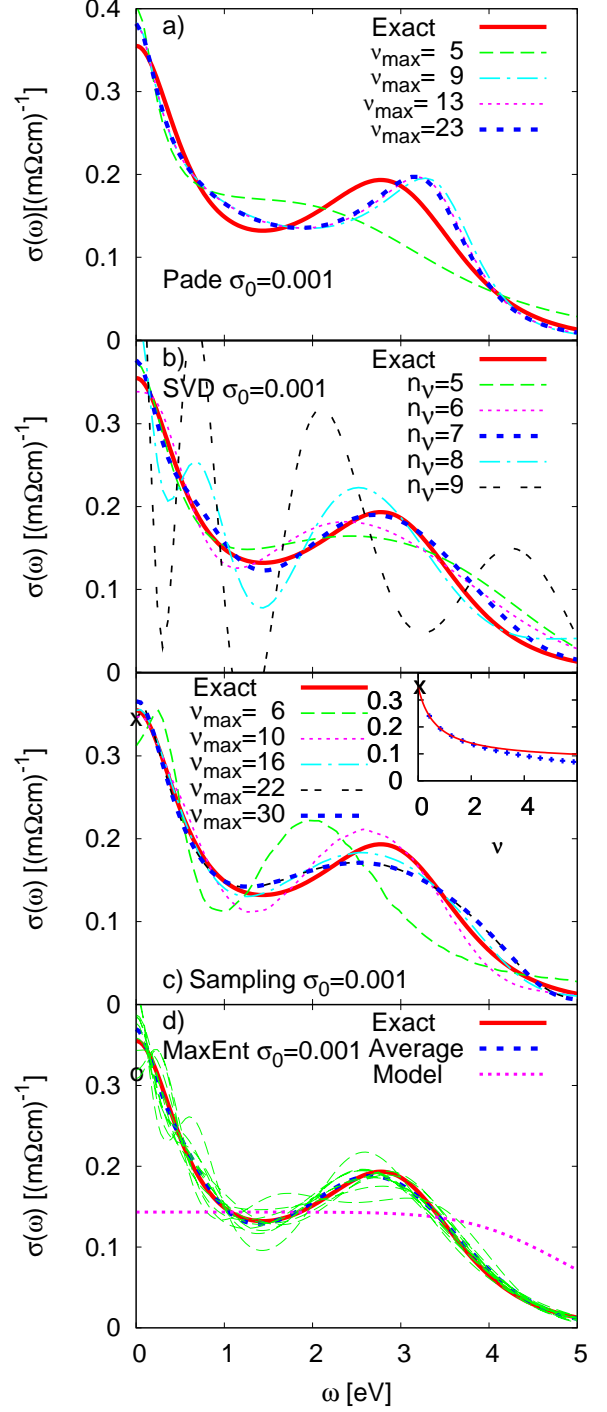 0.4
a)
Exact
ν_max= 5
ν_max= 9
ν_max= 13
ν_max=23
0.3
0.2
0.1
0
σ(ω)[(mΩcm)⁻¹
Pade σ₀=0.001
b)
Exact
SVD σ₀=0.001
n_ν=5
n_ν=6
n_ν=7
n_ν=8
n_ν=9
0.3
0.2
0.1
0
σ(ω) [(mΩcm)⁻¹
Exact
ν_max= 6
ν_max=10
ν_max=16
ν_max=22
ν_max=30
x
0.3
0.2
0.1
0
x
0.3
0.2
0.1
0
0 2 4
ν
σ(ω) [(mΩcm)⁻¹
c) Sampling σ₀=0.001
d)
Exact
MaxEnt σ₀=0.001
Average
Model
o
0.3
0.2
0.1
0
σ(ω) [(mΩcm)⁻¹
0 1 2 3 4 5
ω [eV]